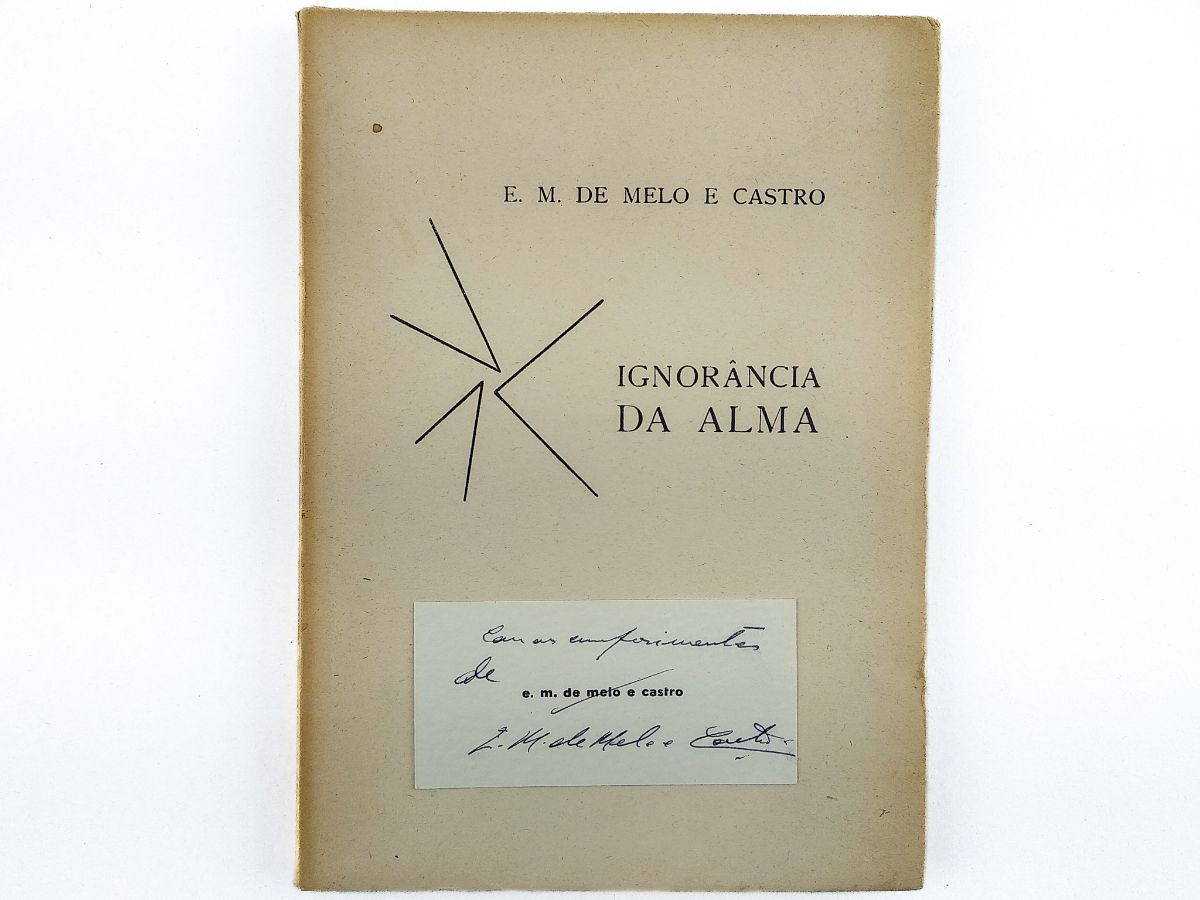 E. M. DE MELO E CASTRO
IGNORÂNCIA
DA ALMA
Com os cumprimentos
de
e. m. de melo e castro
E. M. de Melo e Castro